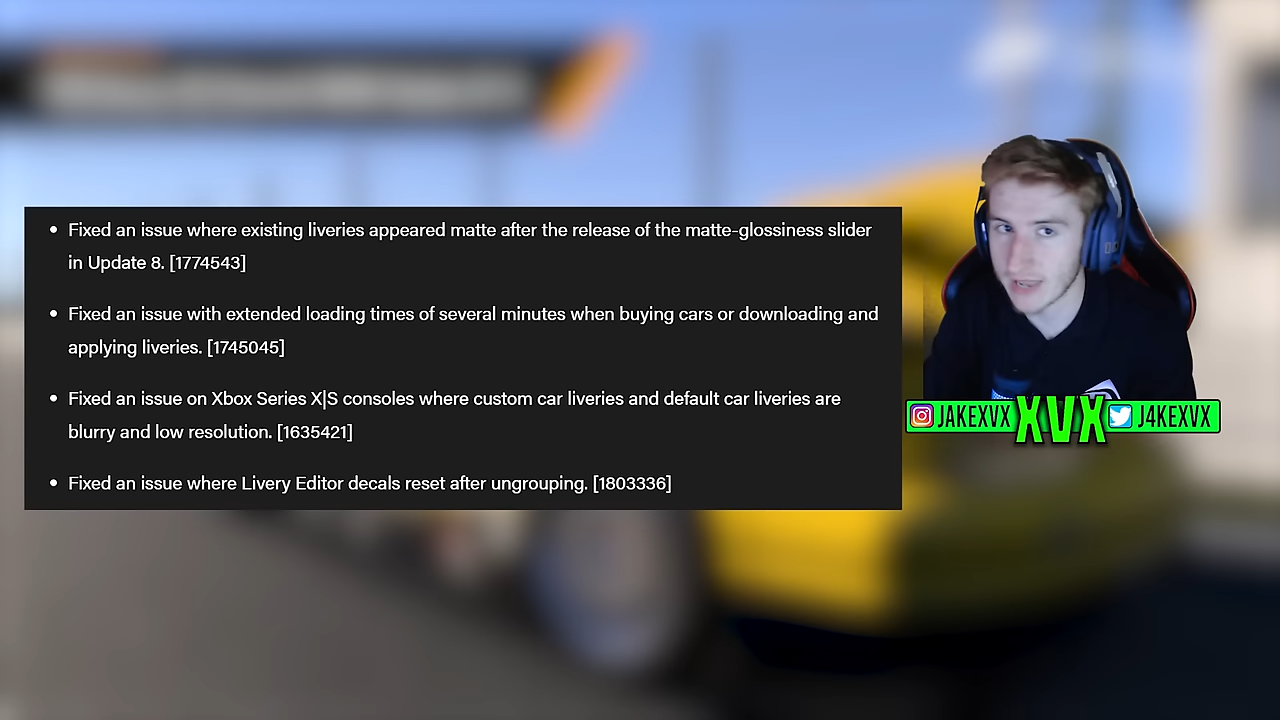 • Fixed an issue where existing liveries appeared matte after the release of the matte-glossiness slider
in Update 8. [1774543]
• Fixed an issue with extended loading times of several minutes when buying cars or downloading and
applying liveries. [1745045]
• Fixed an issue on Xbox Series X|S consoles where custom car liveries and default car liveries are
blurry and low resolution. [1635421]
• Fixed an issue where Livery Editor decals reset after ungrouping. [1803336]
JAKEXVX XVX J4KEXVX